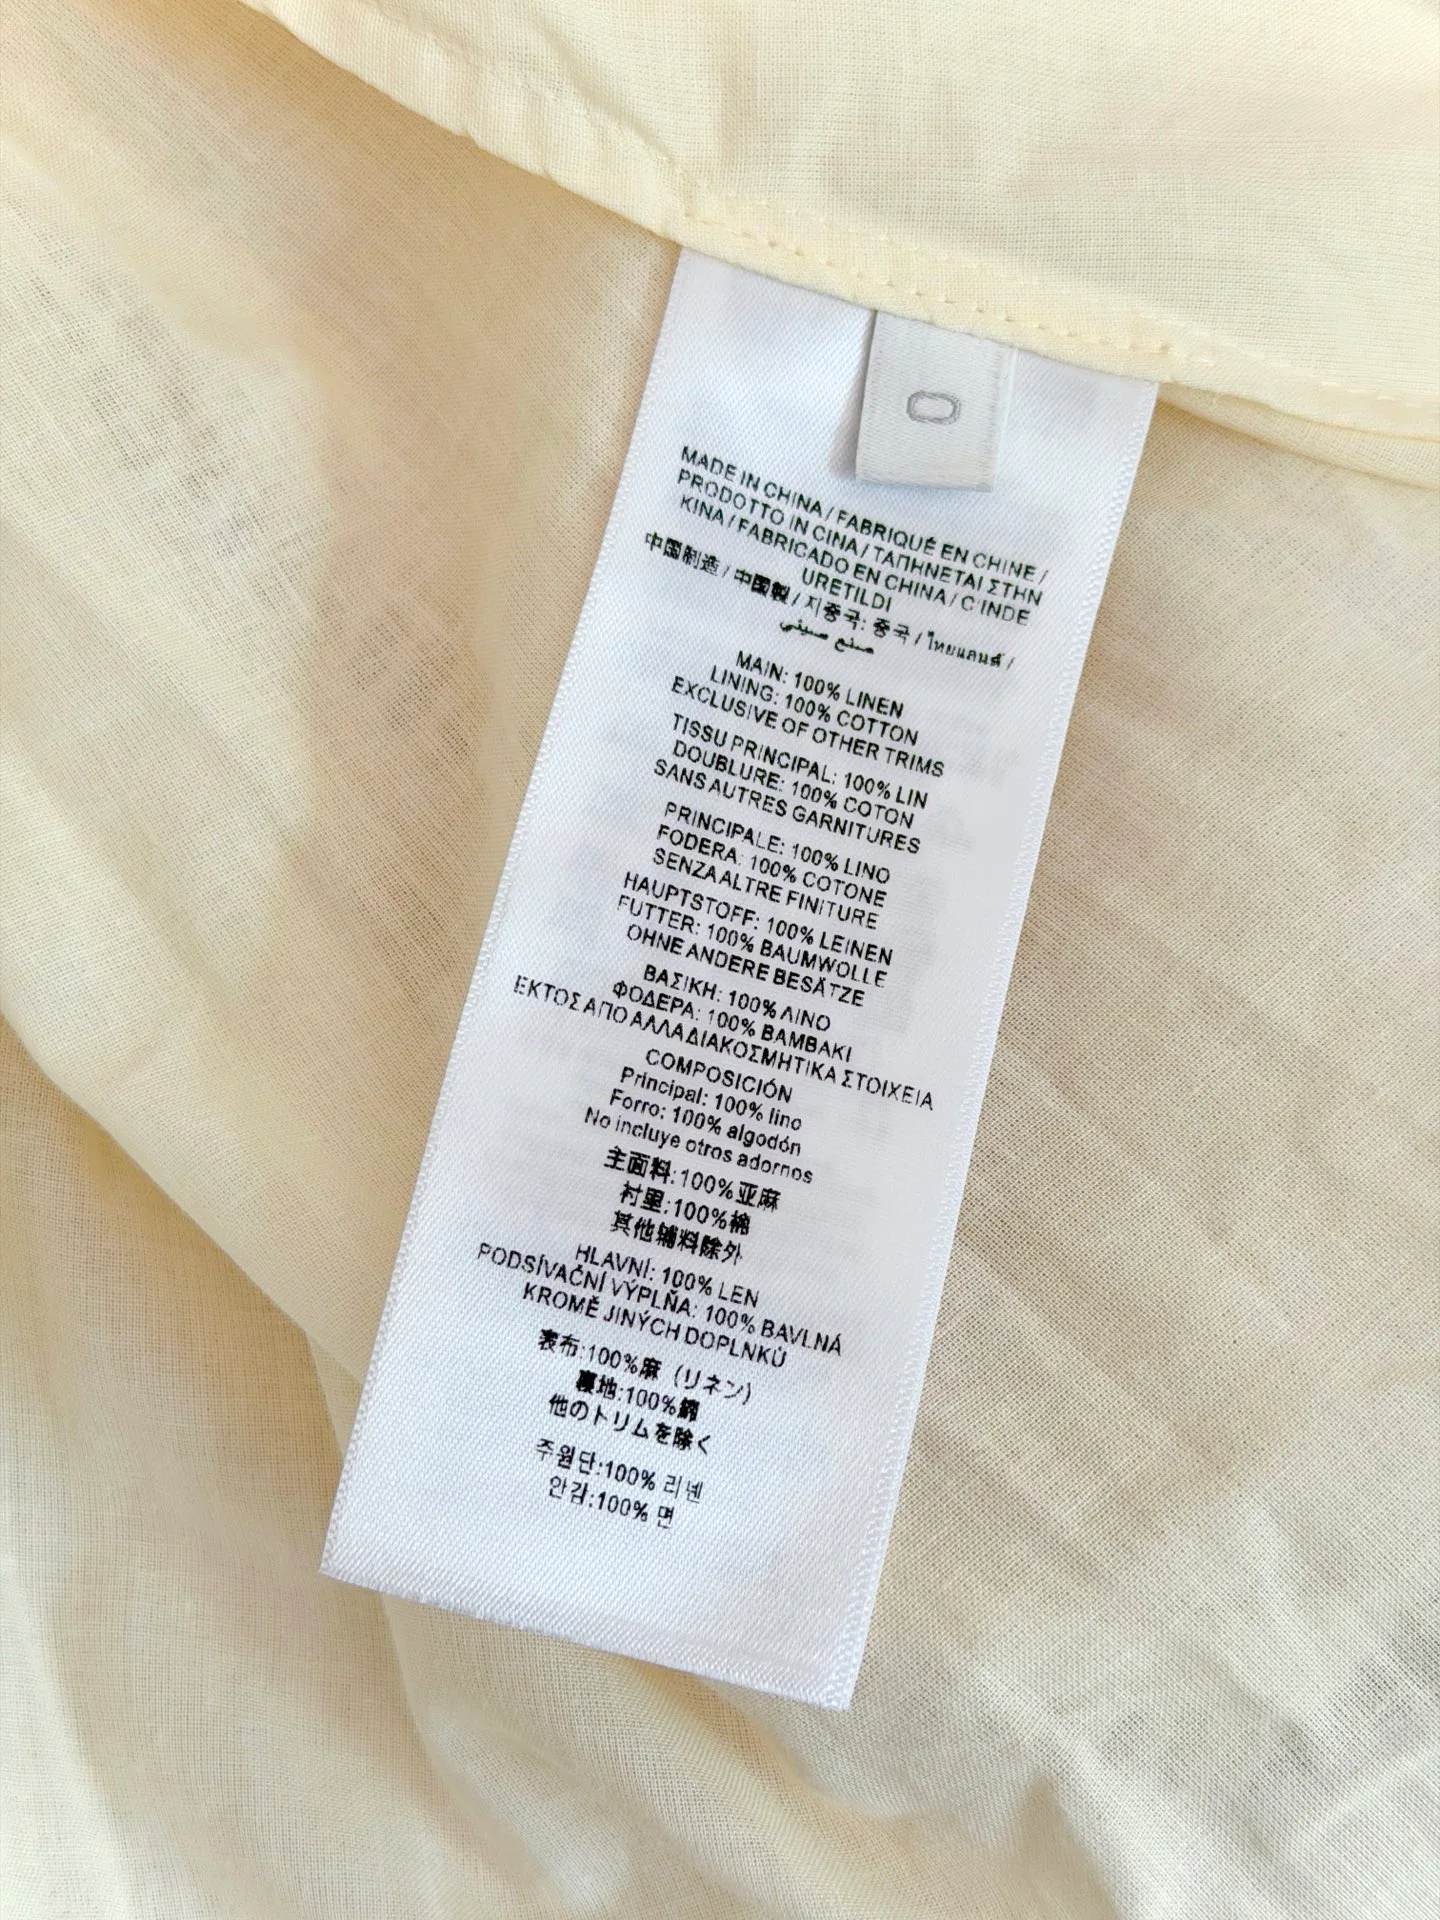 0
MADE IN CHINA / FABRIQUÉ EN CHINE /
PRODOTTO IN CINA / ΤΑΠΗΝΕΤΑΙ ΣΤΗΝ
KINA / FABRICADO EN CHINA / C:INDE
URETILDI
中国制造 / 中國製 / 지중국: 중국 / ไทยแลนด์ /
صنع صيني
MAIN: 100% LINEN
LINING: 100% COTTON
EXCLUSIVE OF OTHER TRIMS
TISSU PRINCIPAL: 100% LIN
DOUBLURE: 100% COTON
SANS AUTRES GARNITURES
PRINCIPALE: 100% LINO
FODERA: 100% COTONE
SENZA ALTRE FINITURE
HAUPTSTOFF: 100% LEINEN
FUTTER: 100% BAUMWOLLE
OHNE ANDERE BESÄTZE
ΒΑΣΙΚΗ: 100% ΛΙΝΟ
ΦΟΔΕΡΑ: 100% ΒΑΜΒΑΚΙ
ΕΚΤΟΣ ΑΠΟ ΑΛΛΑ ΔΙΑΚΟΣΜΗΤΙΚΑ ΣΤΟΙΧΕΙΑ
COMPOSICIÓN
Principal: 100% lino
Forro: 100% algodón
No incluye otros adornos
主面料:100%亚麻
衬里:100%棉
其他辅料除外
HLAVNÍ: 100% LEN
PODSÍVAČNÍ VÝPLŇA: 100% BAVLNÁ
KROMĚ JINÝCH DOPLNKŮ
表布:100%麻（リネン）
裏地:100%綿
他のトリムを除く
주원단:100% 리넨
안감:100% 면